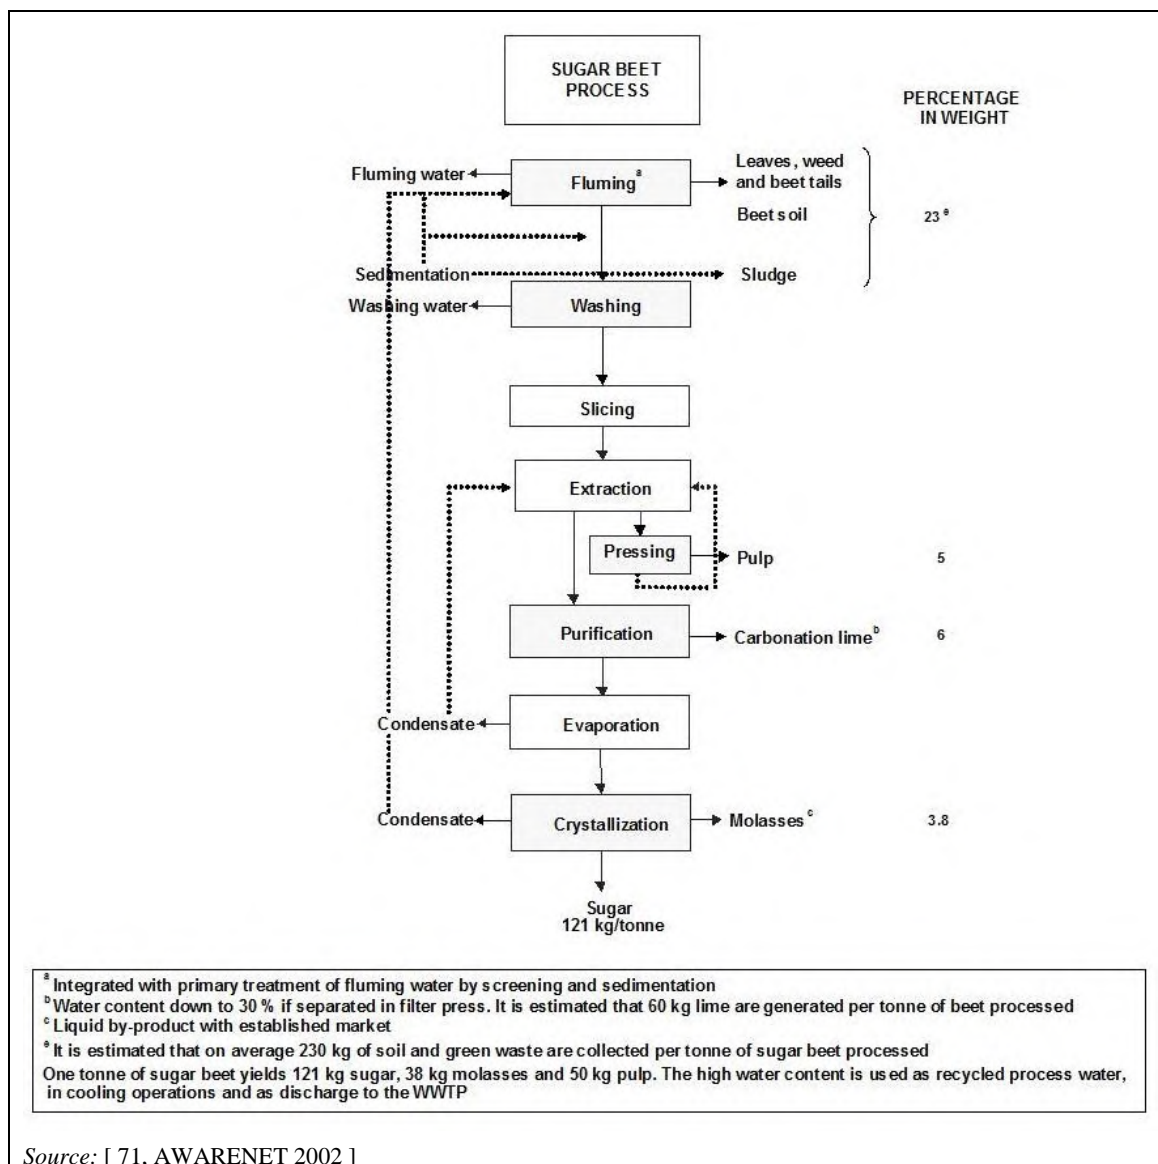 SUGAR BEET
PROCESS
PERCENTAGE
IN WEIGHT
Fluming water
Fluming a
Leaves, weed
and beet tails
Beet soil
23 e
Sedimentation
Sludge
Washing water
Washing
Slicing
Extraction
Pressing
Pulp
5
Purification
Carbonation lime b
6
Condensate
Evaporation
Condensate
Crystallization
Molasses c
3.8
Sugar
121 kg/tonne
a Integrated with primary treatment of fluming water by screening and sedimentation
b Water content down to 30 % if separated in filter press. It is estimated that 60 kg lime are generated per tonne of beet processed
c Liquid by-product with established market
e It is estimated that on average 230 kg of soil and green waste are collected per tonne of sugar beet processed
One tonne of sugar beet yields 121 kg sugar, 38 kg molasses and 50 kg pulp. The high water content is used as recycled process water,
in cooling operations and as discharge to the WWTP
Source: [ 71, AWARENET 2002 ]